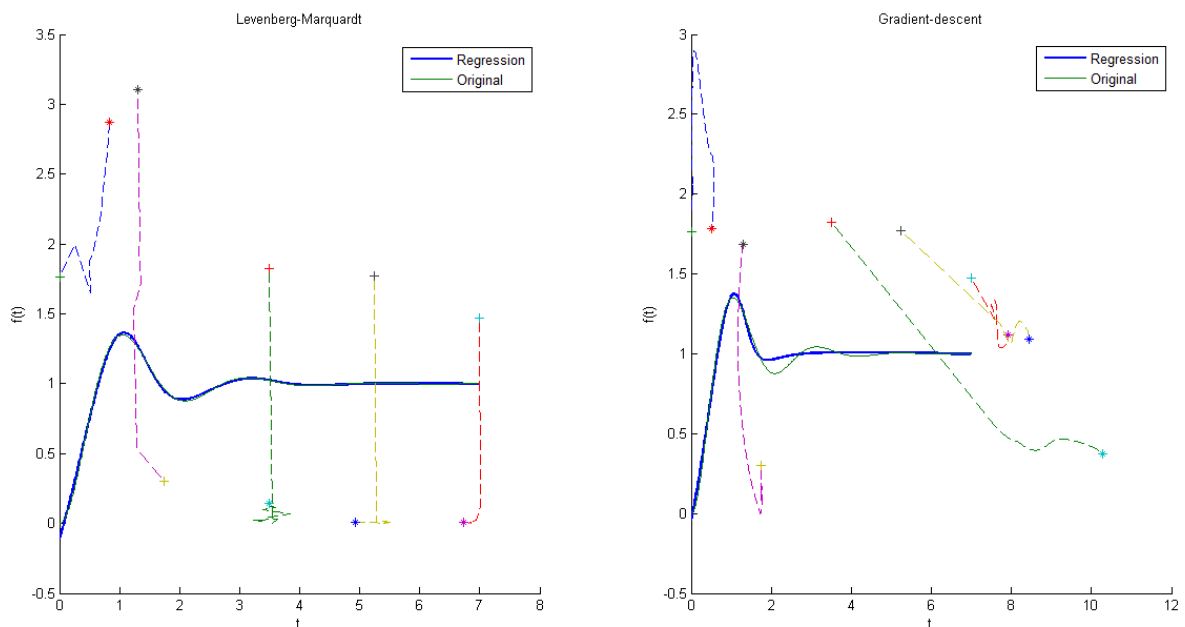 Levenberg-Marquardt
3.5
3
2.5
2
1.5
1
0.5
0
-0.5
f(t)
0 1 2 3 4 5 6 7 8
t
Regression
Original
Gradient-descent
3
2.5
2
1.5
1
0.5
0
-0.5
f(t)
0 2 4 6 8 10 12
t
Regression
Original